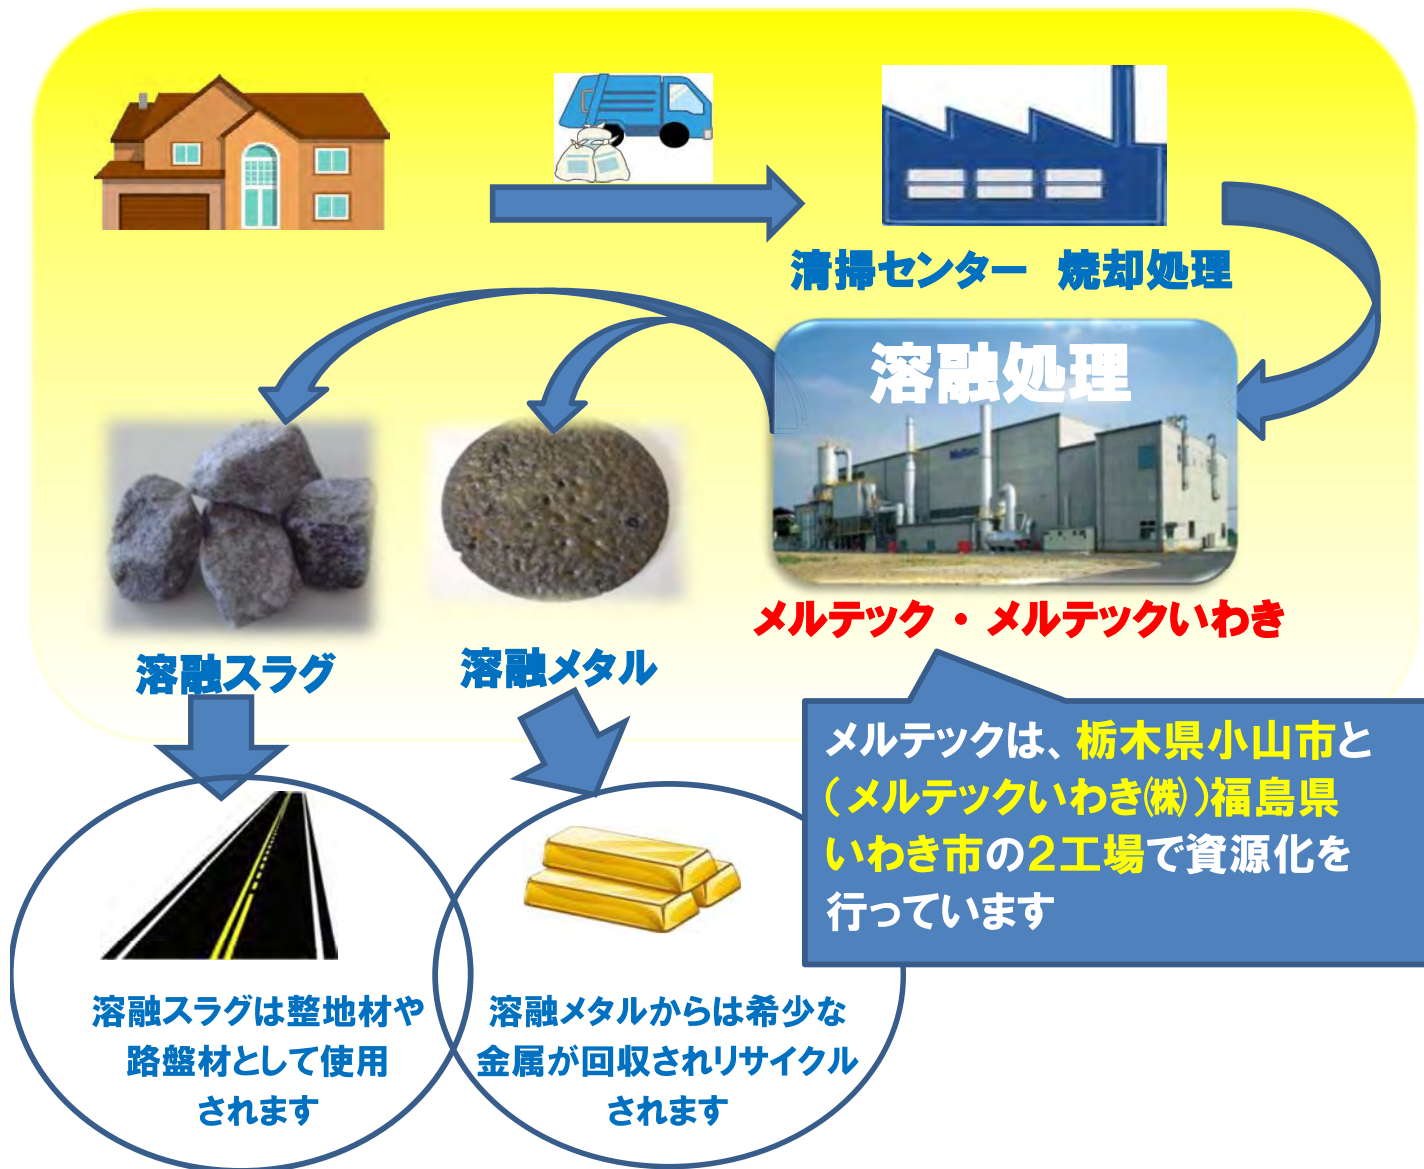 清掃センター　焼却処理
溶融処理
Meltec
メルテック ・ メルテックいわき
溶融スラグ
溶融メタル
メルテックは、栃木県小山市と
（メルテックいわき㈱）福島県
いわき市の２工場で資源化を
行っています
溶融スラグは整地材や
路盤材として使用
されます
溶融メタルからは希少な
金属が回収されリサイクル
されます